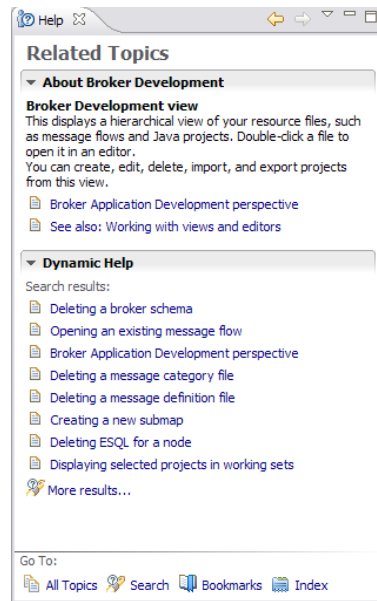 Help
Related Topics
About Broker Development
Broker Development view
This displays a hierarchical view of your resource files, such
as message flows and Java projects. Double-click a file to
open it in an editor.
You can create, edit, delete, import, and export projects
from this view.
Broker Application Development perspective
See also: Working with views and editors
Dynamic Help
Search results:
Deleting a broker schema
Opening an existing message flow
Broker Application Development perspective
Deleting a message category file
Deleting a message definition file
Creating a new submap
Deleting ESQL for a node
Displaying selected projects in working sets
More results...
Go To:
All Topics Search Bookmarks Index